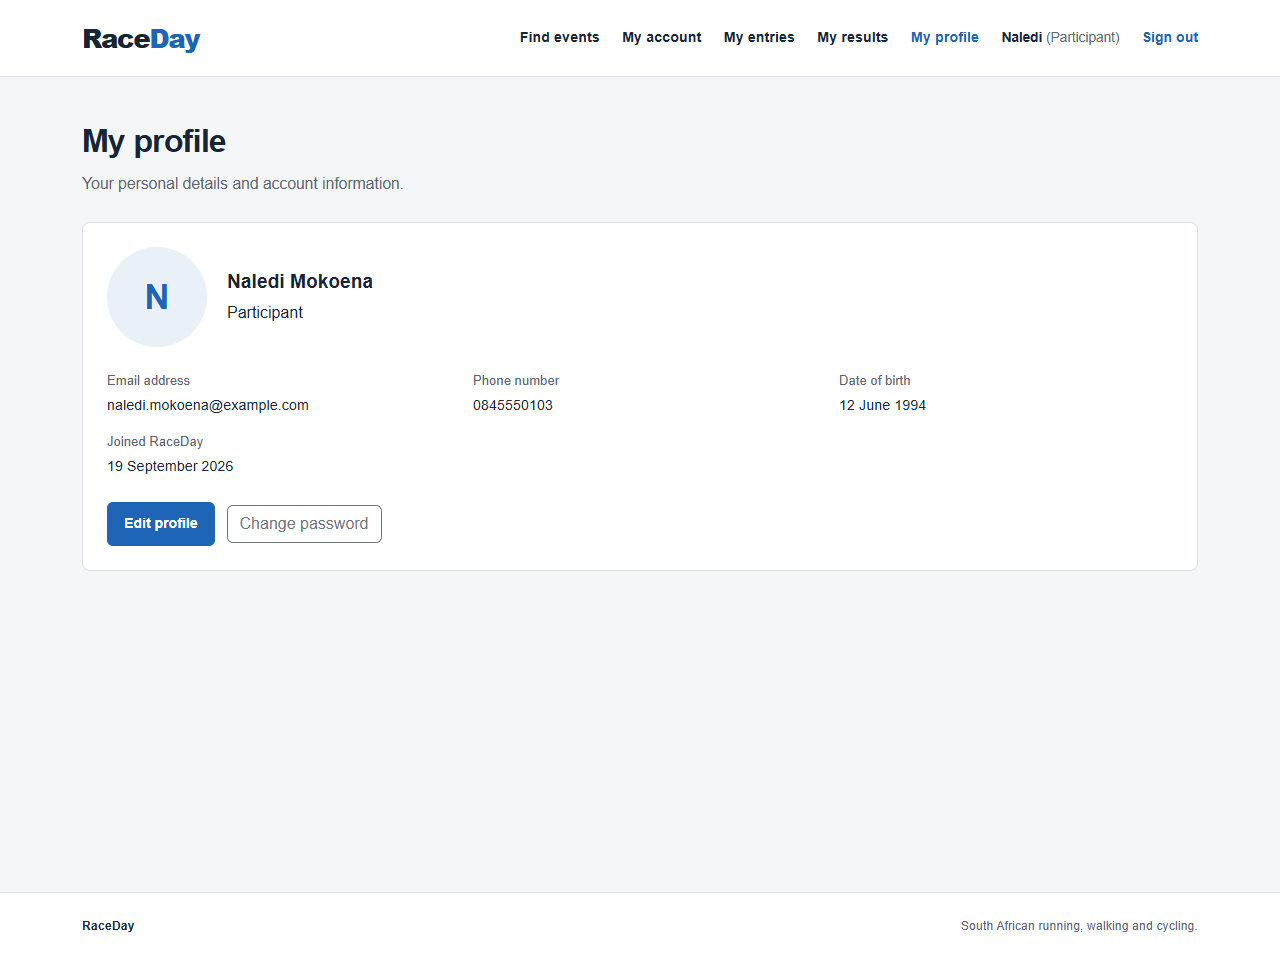 RaceDay
Find events My account My entries My results My profile Naledi (Participant) Sign out
My profile
Your personal details and account information.
N
Naledi Mokoena
Participant
Email address Phone number Date of birth
naledi.mokoena@example.com 0845550103 12 June 1994
Joined RaceDay
19 September 2026
Edit profile Change password
RaceDay South African running, walking and cycling.